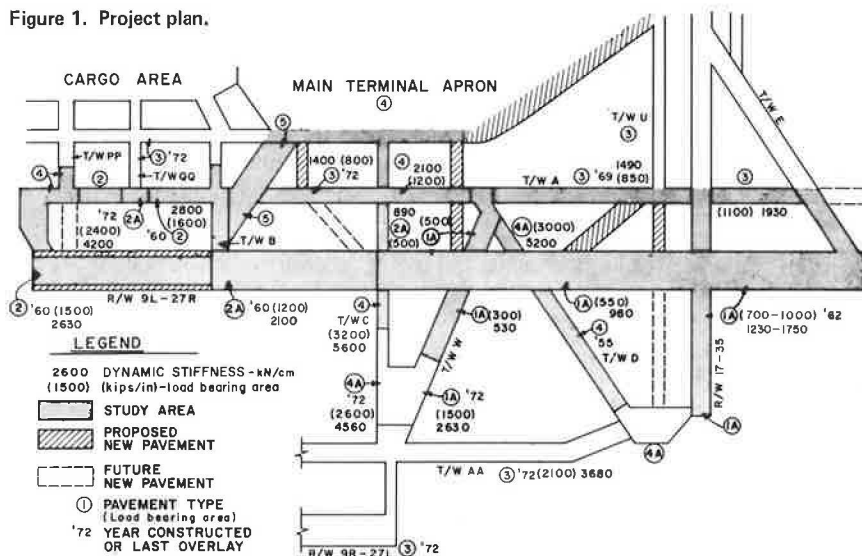 Figure 1. Project plan.
CARGO AREA
MAIN TERMINAL APRON
④
T/W PP
③ '72
T/W QQ
④
②
⑤
1400 (800)
③ '72
④
2100
(1200)
T/W U
③
1490
(850)
T/W A
③ '69
T/W E
③
(1100) 1930
'72
(2400)
4200
②A
'60 ②
2800
(1600)
T/W B
⑤
890
②A
(500)
(500)
①A
④A (3000)
5200
② '60 (1500)
2630
R/W 9L-27R
②A '60 (1200)
2100
④
T/W C
(3200)
5600
①A (300)
530
T/W W
①A (550)
960
④
'55
T/W D
①A (700-1000) '62
1230-1750
R/W 17-35
①A
④A
'72
(2600)
4560
①A '72
(1500)
2630
④A
T/W AA
③ '72 (2100) 3680
R/W 9R-27L
③ '72
LEGEND
2600 DYNAMIC STIFFNESS-kN/cm
(1500) (kips/in)-load bearing area
STUDY AREA
PROPOSED
NEW PAVEMENT
FUTURE
NEW PAVEMENT
① PAVEMENT TYPE
(Load bearing area)
'72 YEAR CONSTRUCTED
OR LAST OVERLAY